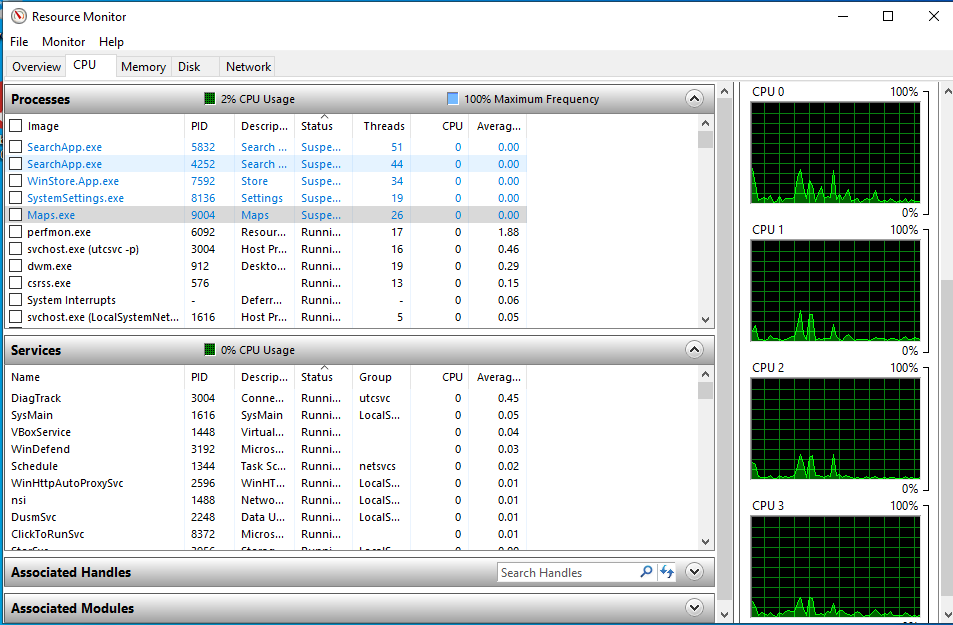 Resource Monitor
File Monitor Help
Overview CPU Memory Disk Network
Processes 2% CPU Usage 100% Maximum Frequency
Image PID Descrip... Status Threads CPU Averag...
SearchApp.exe 5832 Search ... Suspe... 51 0 0.00
SearchApp.exe 4252 Search ... Suspe... 44 0 0.00
WinStore.App.exe 7592 Store Suspe... 34 0 0.00
SystemSettings.exe 8136 Settings Suspe... 19 0 0.00
Maps.exe 9004 Maps Suspe... 26 0 0.00
perfmon.exe 6092 Resour... Runni... 17 0 1.88
svchost.exe (utcsvc -p) 3004 Host Pr... Runni... 16 0 0.46
dwm.exe 912 Deskto... Runni... 19 0 0.29
csrss.exe 576 Runni... 13 0 0.15
System Interrupts - Deferr... Runni... - 0 0.06
svchost.exe (LocalSystemNet... 1616 Host Pr... Runni... 5 0 0.05
Services 0% CPU Usage
Name PID Descrip... Status Group CPU Averag...
DiagTrack 3004 Conne... Runni... utcsvc 0 0.45
SysMain 1616 SysMain Runni... LocalS... 0 0.05
VBoxService 1448 Virtual... Runni... 0 0.04
WinDefend 3192 Micros... Runni... 0 0.03
Schedule 1344 Task Sc... Runni... netsvcs 0 0.02
WinHttpAutoProxySvc 2596 WinHT... Runni... LocalS... 0 0.01
nsi 1488 Netwo... Runni... LocalS... 0 0.01
DusmSvc 2248 Data U... Runni... LocalS... 0 0.01
ClickToRunSvc 8372 Micros... Runni... 0 0.01
Associated Handles Search Handles
Associated Modules
CPU 0 100%
0%
CPU 1 100%
0%
CPU 2 100%
0%
CPU 3 100%